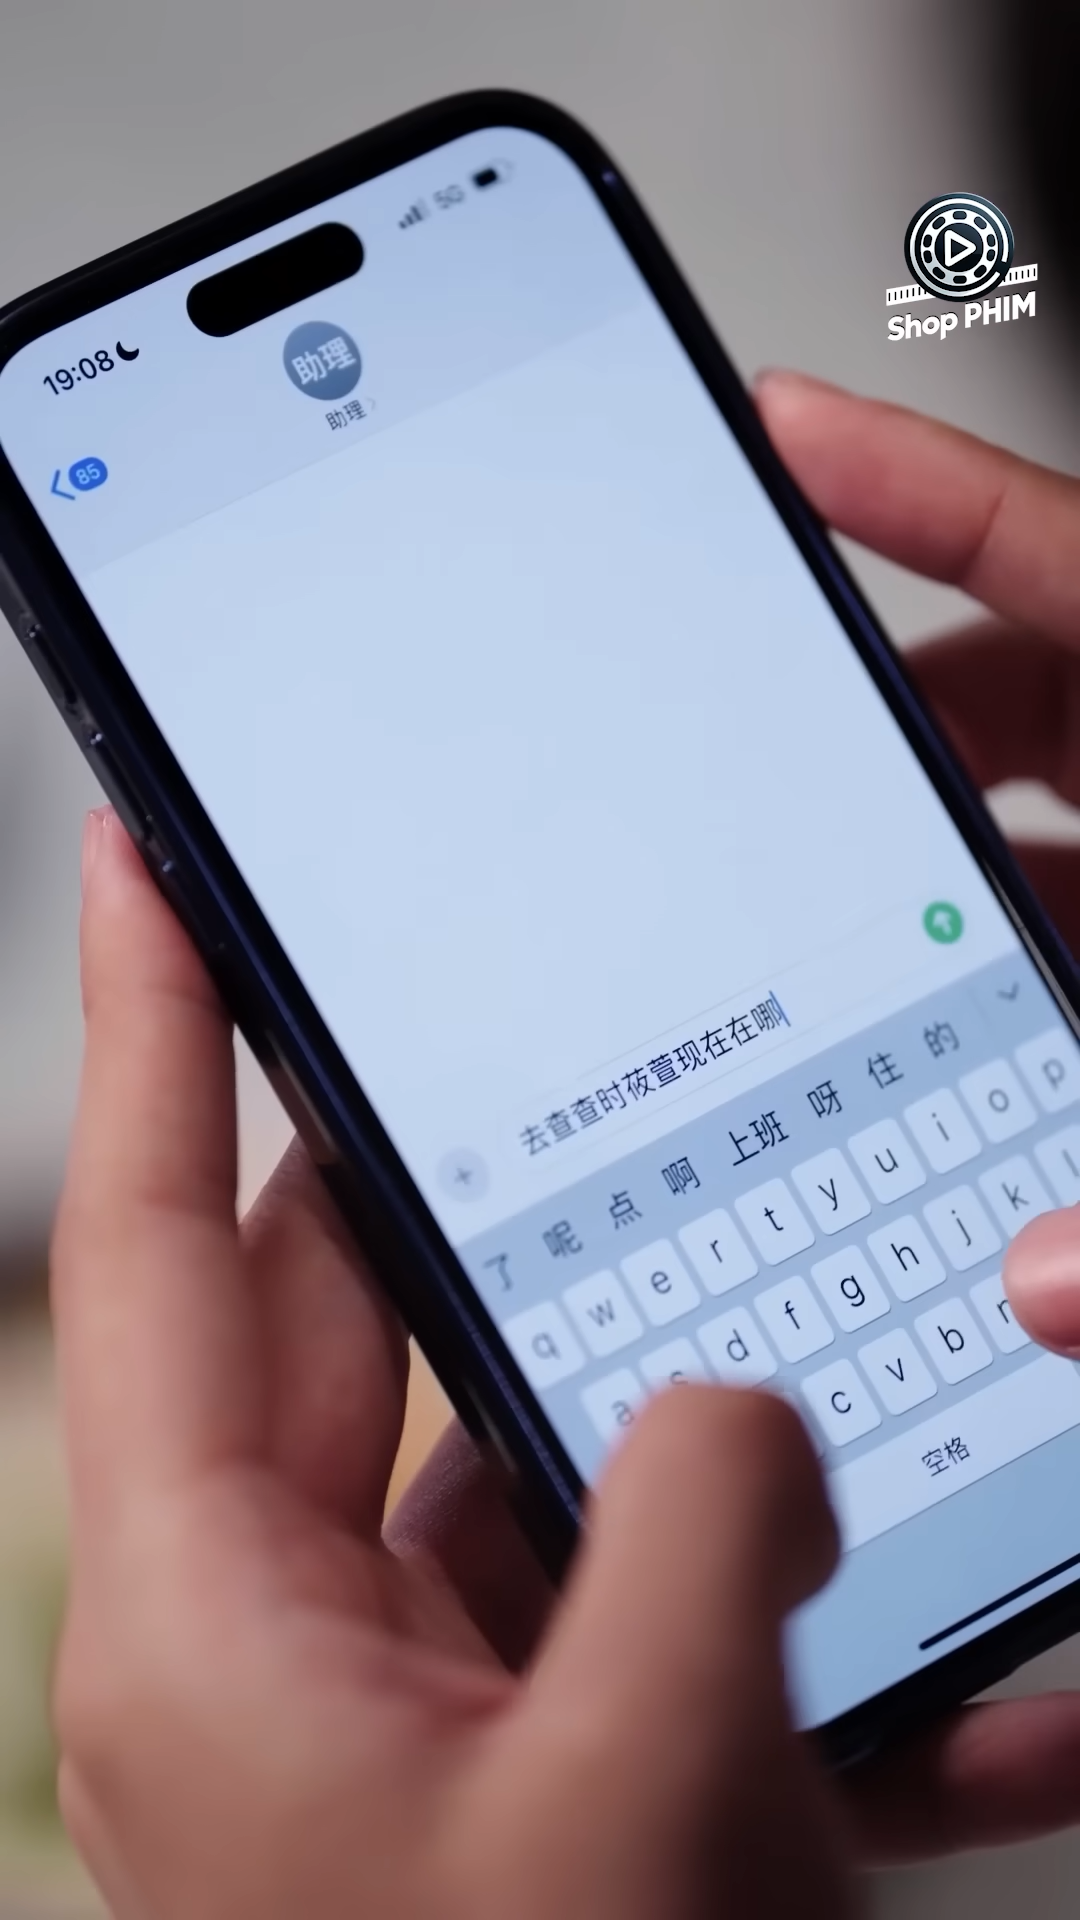 Shop PHIM
19:08
5G
助理
助理
85
去查查时莜萱现在在哪
了 呢 点 啊 上班 呀 住 的
q w e r t y u i o p
a s d f g h j k l
c v b n
空格